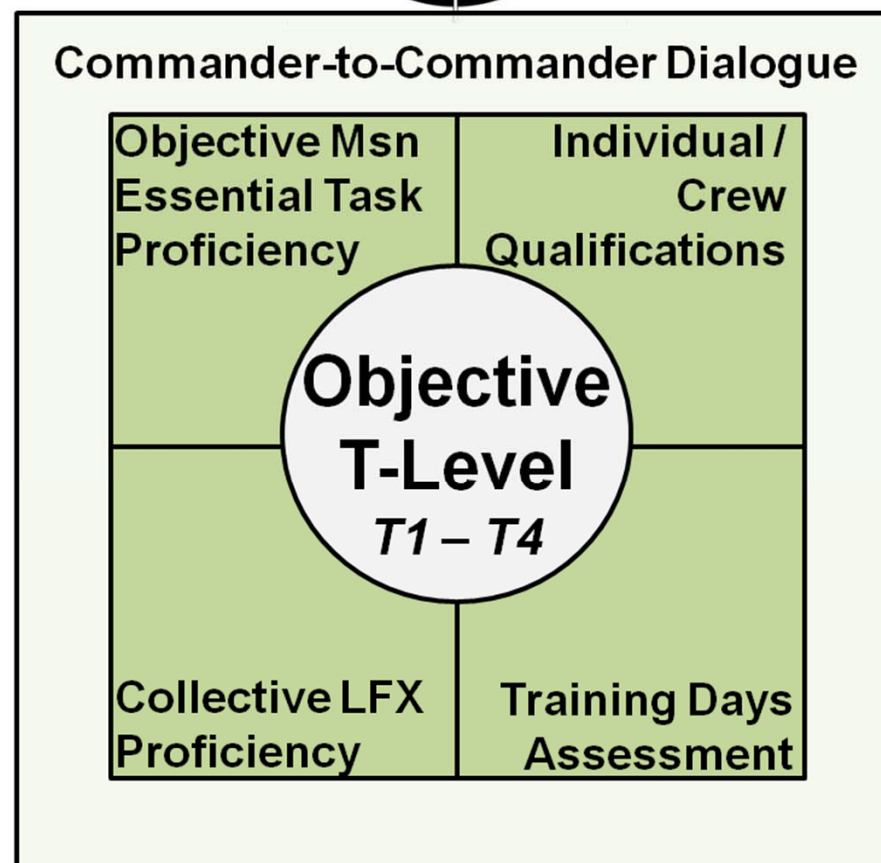 Commander-to-Commander Dialogue
Objective Msn
Essential Task
Proficiency
Individual /
Crew
Qualifications
Objective
T-Level
T1 – T4
Collective LFX
Proficiency
Training Days
Assessment